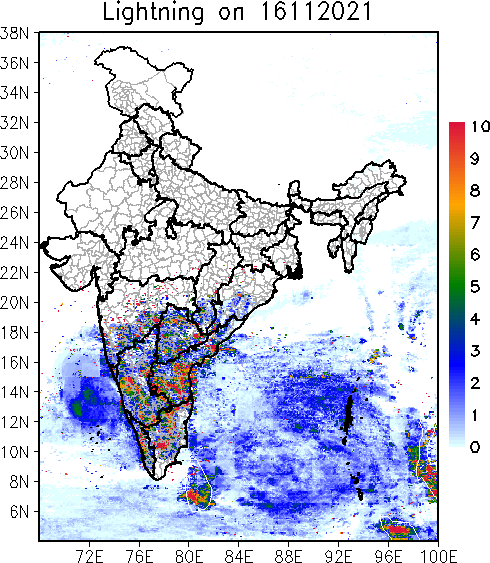 Lightning on 16112021
38N
36N
34N
32N
30N
28N
26N
24N
22N
20N
18N
16N
14N
12N
10N
8N
6N
72E 76E 80E 84E 88E 92E 96E 100E
10
9
8
7
6
5
4
3
2
1
0